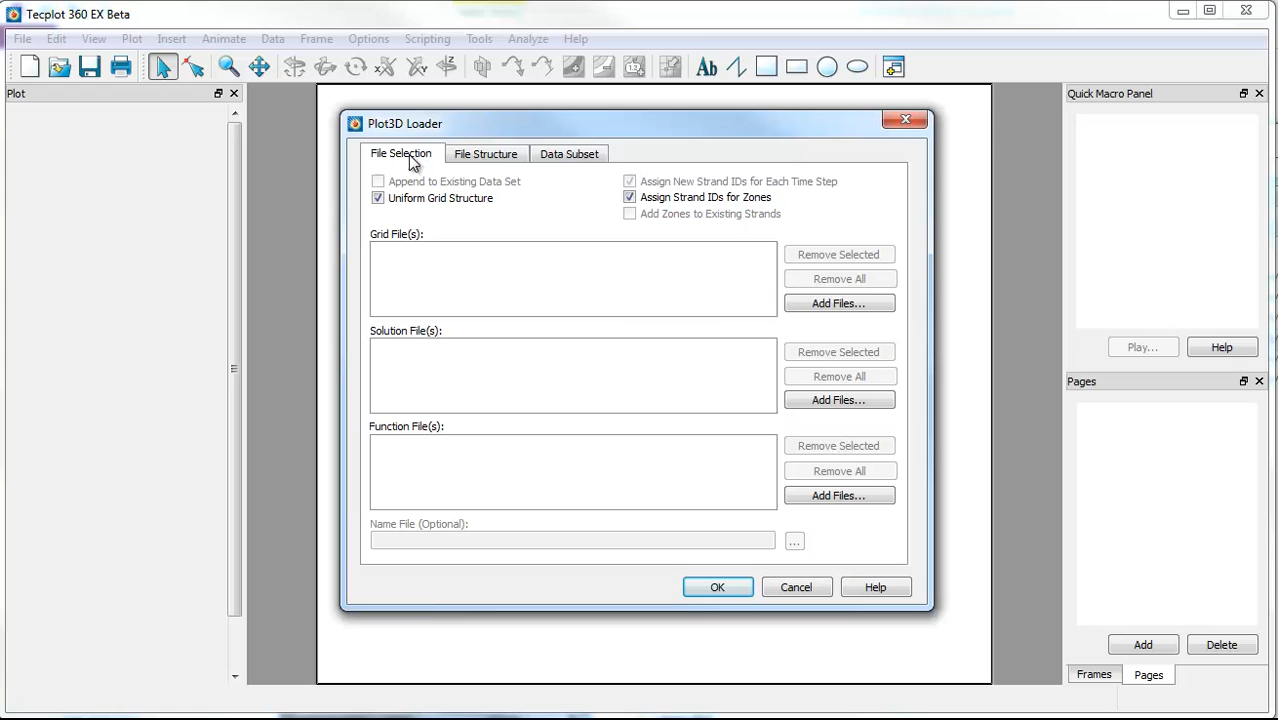 Tecplot 360 EX Beta
File Edit View Plot Insert Animate Data Frame Options Scripting Tools Analyze Help
Ab
Plot
Quick Macro Panel
Plot3D Loader
File Selection File Structure Data Subset
Append to Existing Data Set
Assign New Strand IDs for Each Time Step
Uniform Grid Structure
Assign Strand IDs for Zones
Add Zones to Existing Strands
Grid File(s):
Remove Selected
Remove All
Add Files...
Solution File(s):
Remove Selected
Remove All
Add Files...
Function File(s):
Remove Selected
Remove All
Add Files...
Name File (Optional):
...
OK Cancel Help
Play... Help
Pages
Add Delete
Frames Pages